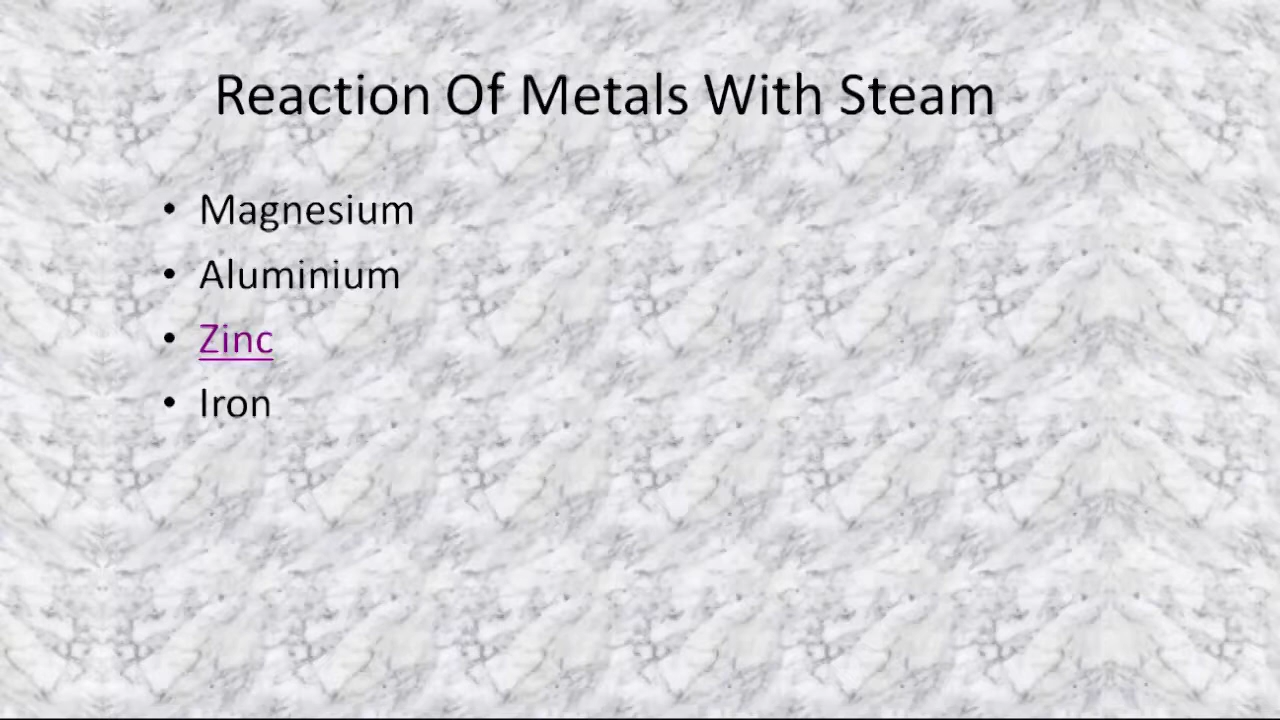 Reaction Of Metals With Steam
• Magnesium
• Aluminium
• Zinc
• Iron